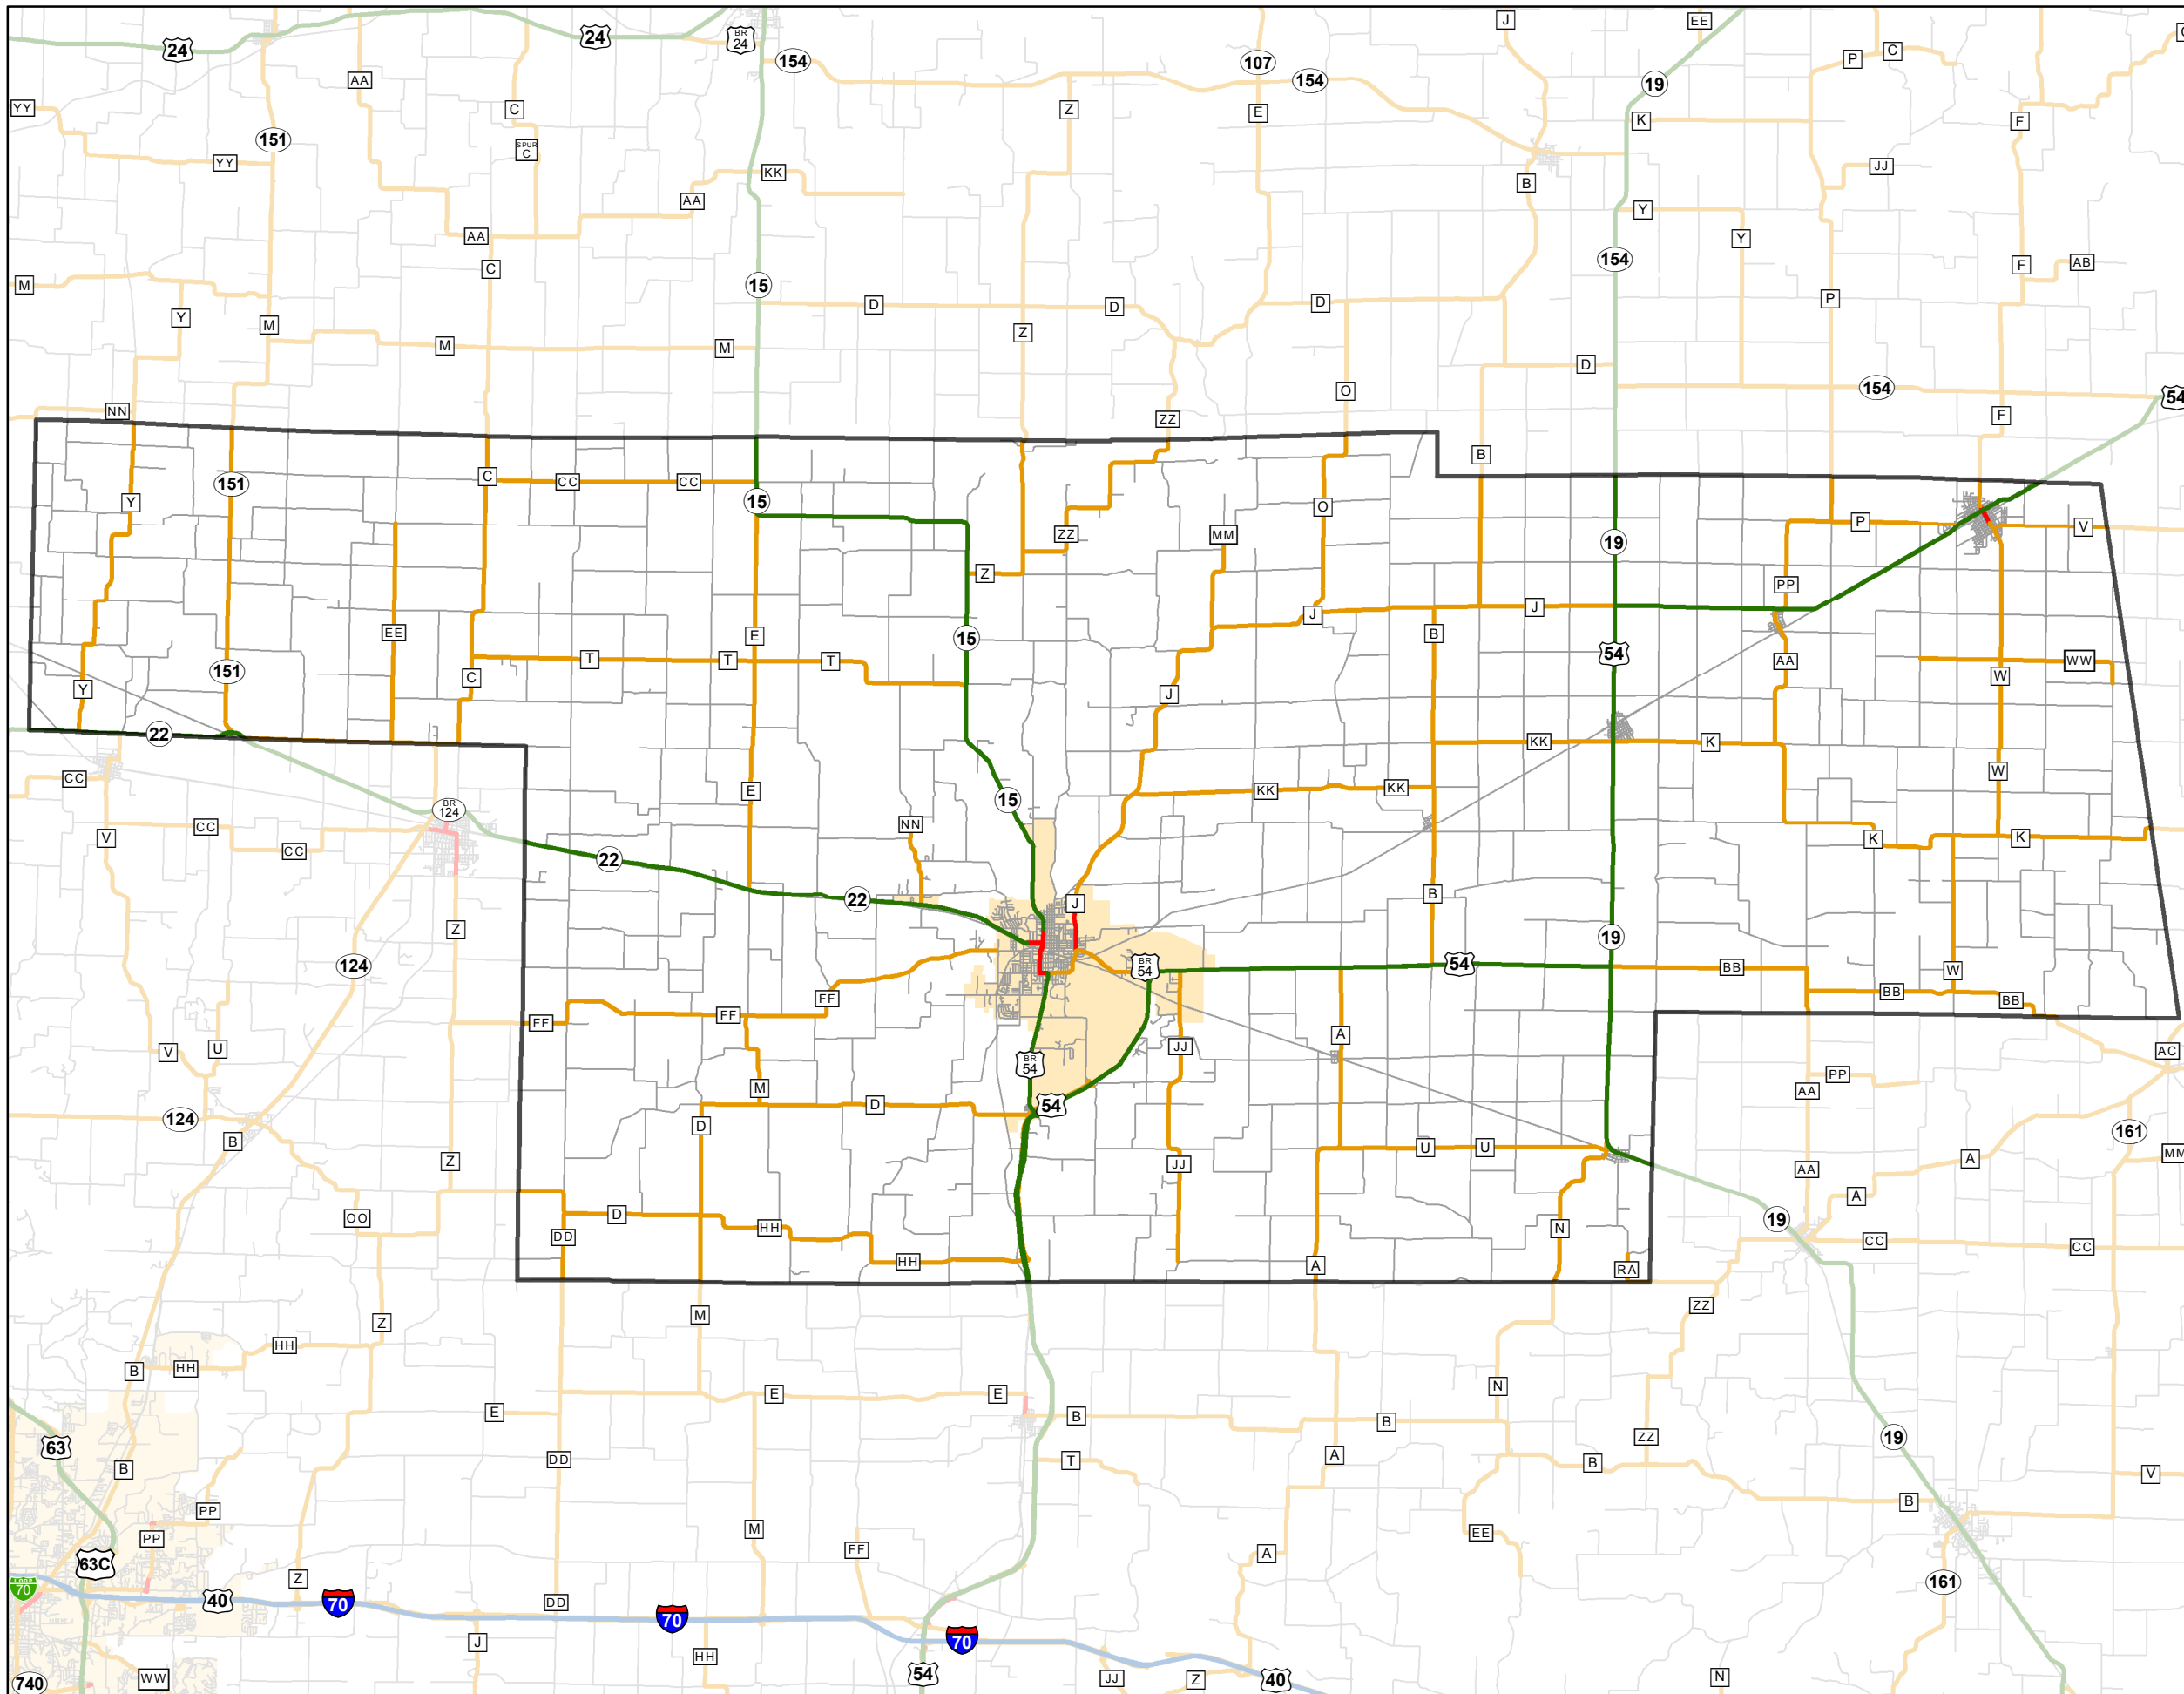 24
24
BR
24
154
107
154
J
EE
19
P
C
YY
AA
C
Z
E
K
F
151
SPUR
C
YY
KK
AA
B
JJ
Y
AA
C
Y
154
F
AB
M
15
D
D
D
P
Y
M
Z
M
M
D
O
154
54
NN
ZZ
F
B
C
CC
CC
151
Y
15
O
ZZ
MM
19
P
V
Z
PP
EE
E
15
J
J
B
T
T
T
151
C
Y
54
AA
WW
W
J
22
KK
K
CC
W
E
15
KK
KK
BR
124
NN
CC
V
CC
22
K
K
22
J
B
Z
19
124
BR
54
54
BB
W
FF
BB
BB
FF
FF
A
V
U
JJ
AC
BR
54
PP
M
AA
54
D
124
D
B
161
U
U
MM
Z
JJ
A
AA
A
D
OO
19
HH
N
DD
CC
CC
HH
A
RA
ZZ
M
Z
HH
HH
B
N
E
E
E
B
B
19
63
ZZ
B
DD
T
A
B
V
PP
B
M
EE
PP
FF
A
63C
Z
161
LOOP
70
40
70
DD
70
70
J
HH
54
JJ
Z
40
N
WW
740